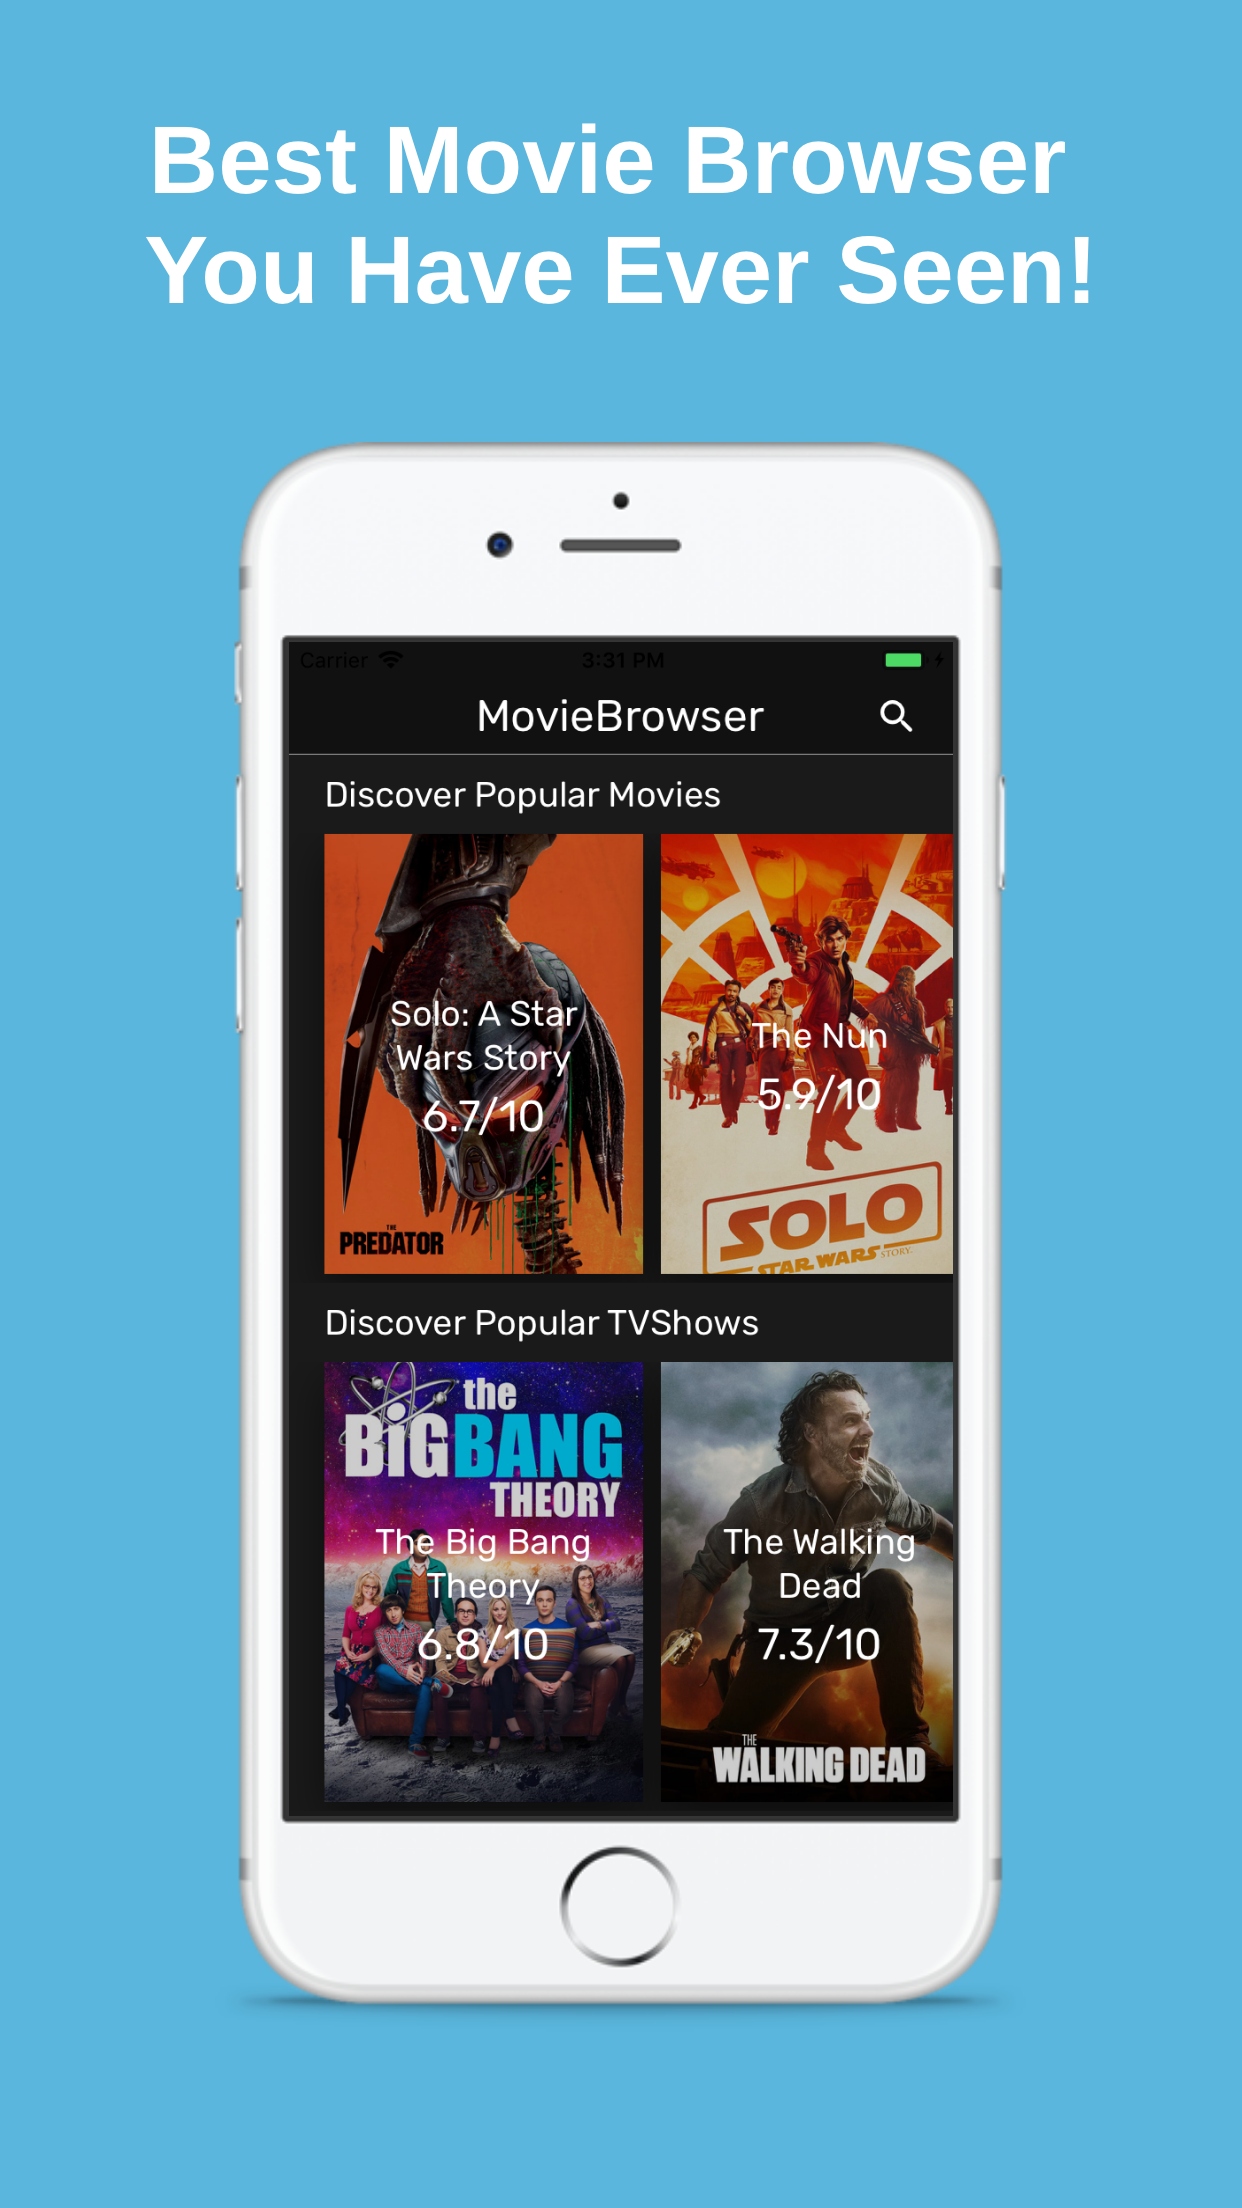 Best Movie Browser
You Have Ever Seen!
Carrier 3:31 PM
MovieBrowser
Discover Popular Movies
Solo: A Star
Wars Story
6.7/10
THE
PREDATOR
The Nun
5.9/10
SOLO
STAR WARS STORY
Discover Popular TVShows
the
BiG BANG
THEORY
The Big Bang
Theory
6.8/10
The Walking
Dead
7.3/10
THE
WALKING DEAD